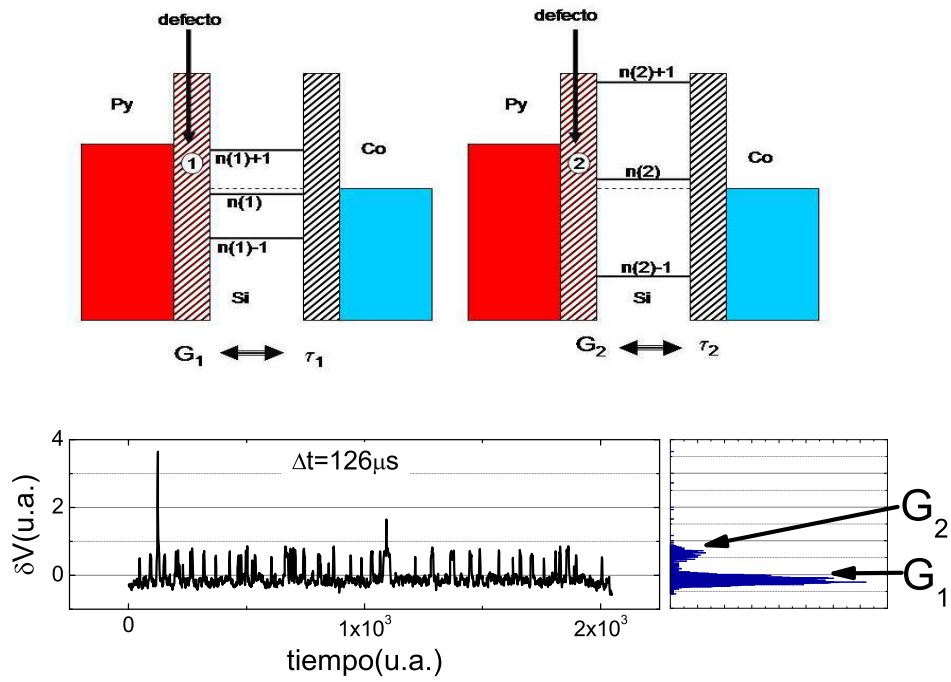 defecto
Py
1
n(1)+1
n(1)
n(1)-1
Si
Co
G1
τ1
defecto
Py
2
n(2)+1
n(2)
n(2)-1
Si
Co
G2
τ2
δV(u.a.)
4
2
0
Δt=126μs
0
1x10³
2x10³
tiempo(u.a.)
G2
G1